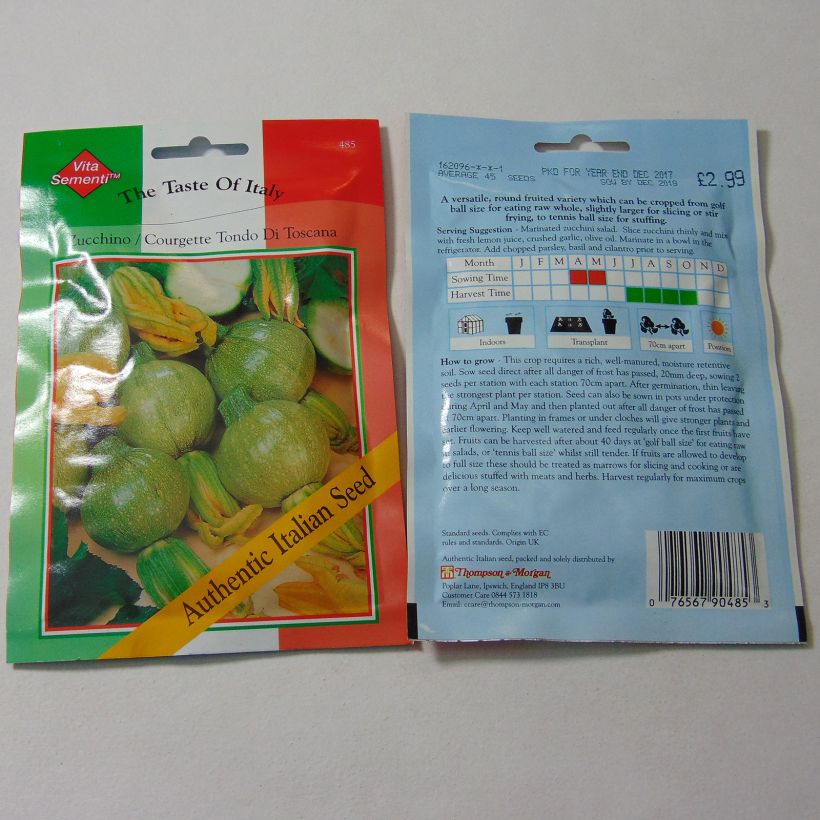 Vita
Sementi™
485
The Taste Of Italy
Zucchino / Courgette Tondo Di Toscana
Authentic Italian Seed
162096-*-*-1
AVERAGE 45 SEEDS
PKD FOR YEAR END DEC 2017
SOW BY DEC 2019
£2.99
A versatile, round fruited variety which can be cropped from golf
ball size for eating raw whole, slightly larger for slicing or stir
frying, to tennis ball size for stuffing.
Serving Suggestion - Marinated zucchini salad. Slice zucchini thinly and mix
with fresh lemon juice, crushed garlic, olive oil. Marinate in a bowl in the
refrigerator. Add chopped parsley, basil and cilantro prior to serving.
Month J F M A M J J A S O N D
Sowing Time
Harvest Time
Indoors
Transplant
70cm apart
Position
How to grow - This crop requires a rich, well-manured, moisture retentive
soil. Sow seed direct after all danger of frost has passed, 20mm deep, sowing 2
seeds per station with each station 70cm apart. After germination, thin leaving
the strongest plant per station. Seed can also be sown in pots under protection
during April and May and then planted out after all danger of frost has passed
at 70cm apart. Planting in frames or under cloches will give stronger plants and
earlier flowering. Keep well watered and feed regularly once the first fruits have
set. Fruits can be harvested after about 40 days at 'golf ball size' for eating raw
in salads, or 'tennis ball size' whilst still tender. If fruits are allowed to develop
to full size these should be treated as marrows for slicing and cooking or are
delicious stuffed with meats and herbs. Harvest regularly for maximum crops
over a long season.
Standard seeds. Complies with EC
rules and standards. Origin UK
Authentic Italian seed, packed and solely distributed by
Thompson & Morgan
Poplar Lane, Ipswich, England IP8 3BU
Customer Care 0844 573 1818
Email: ccare@thompson-morgan.com
0 76567 90485 3